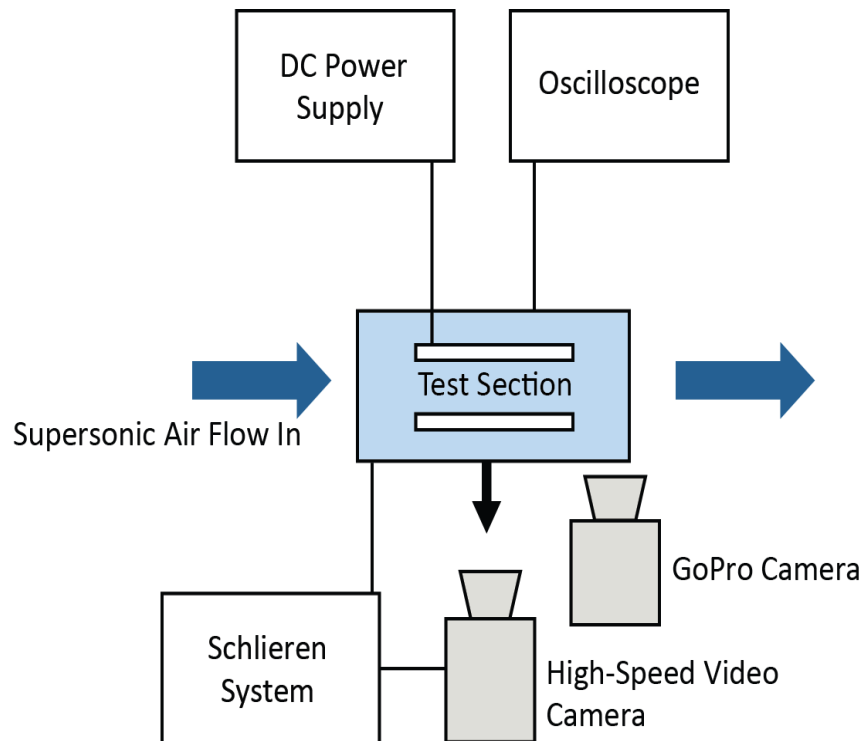 DC Power
Supply
Oscilloscope
Test Section
Supersonic Air Flow In
GoPro Camera
Schlieren
System
High-Speed Video
Camera